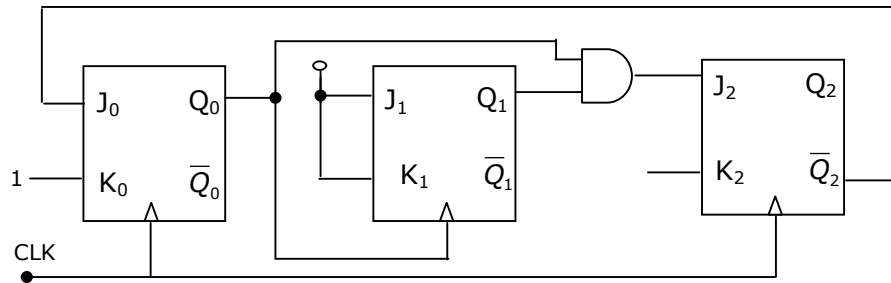 J₀ Q₀
1 K₀ Q̅₀
J₁ Q₁
K₁ Q̅₁
J₂ Q₂
K₂ Q̅₂
CLK